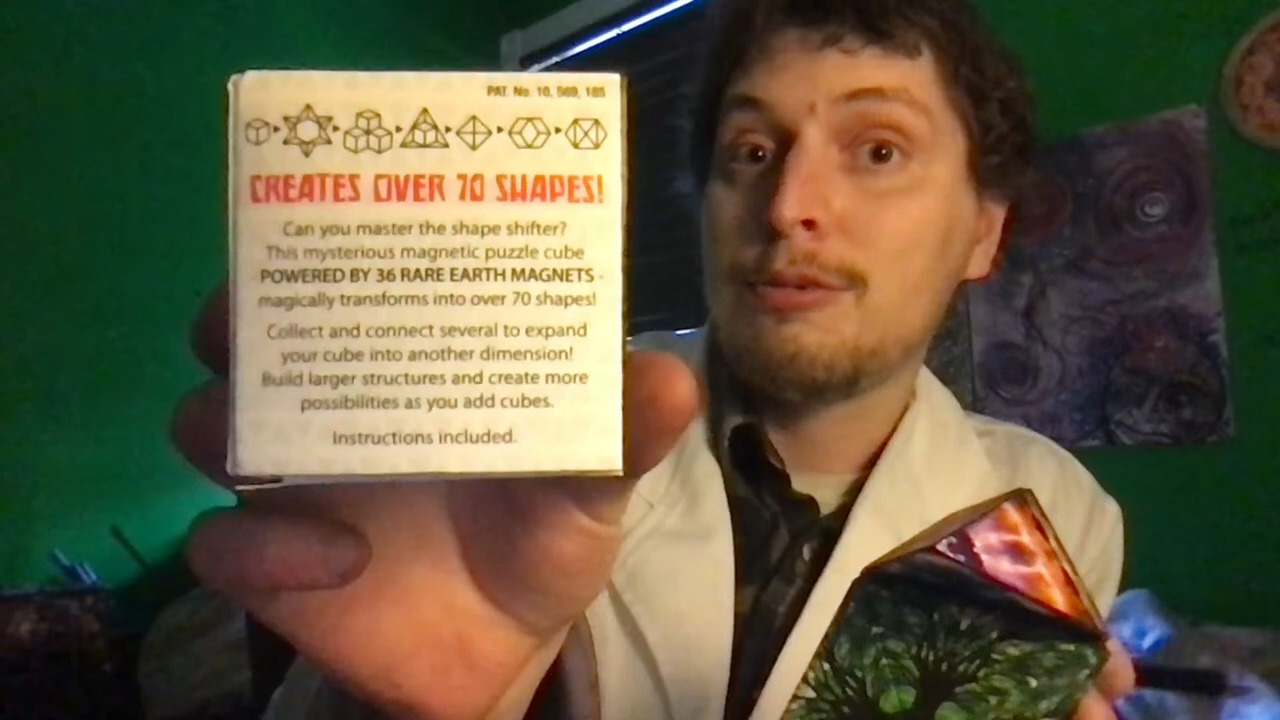 PAT. No. 10, 569, 185
CREATES OVER 70 SHAPES!
Can you master the shape shifter?
This mysterious magnetic puzzle cube
POWERED BY 36 RARE EARTH MAGNETS -
magically transforms into over 70 shapes!
Collect and connect several to expand
your cube into another dimension!
Build larger structures and create more
possibilities as you add cubes.
Instructions included.